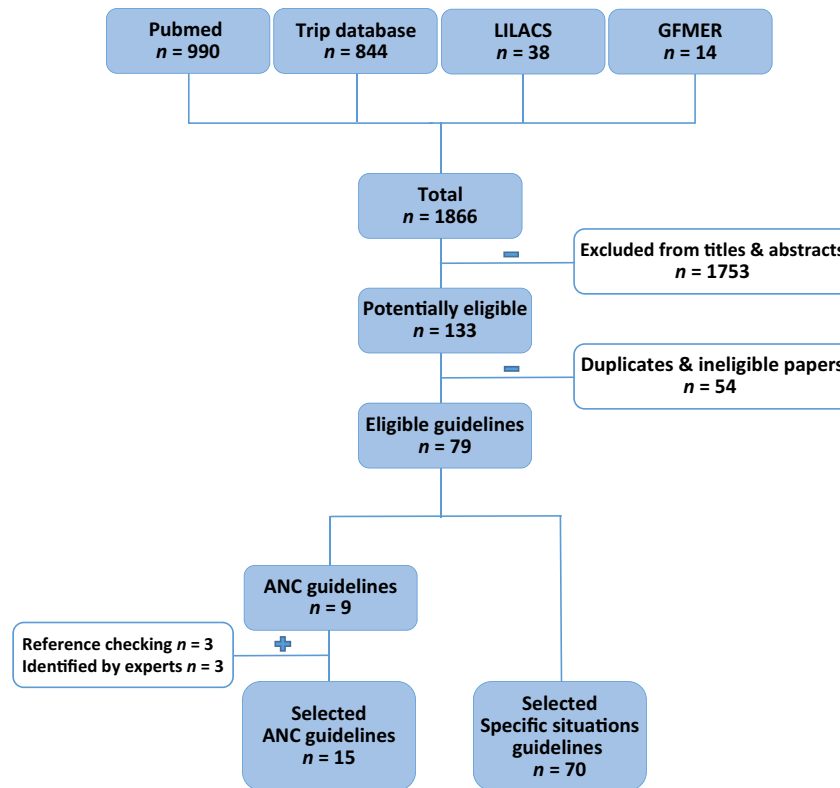 Pubmed
n = 990
Trip database
n = 844
LILACS
n = 38
GFMER
n = 14
Total
n = 1866
Excluded from titles & abstracts
n = 1753
Potentially eligible
n = 133
Duplicates & ineligible papers
n = 54
Eligible guidelines
n = 79
ANC guidelines
n = 9
Reference checking n = 3
Identified by experts n = 3
Selected
ANC guidelines
n = 15
Selected
Specific situations
guidelines
n = 70